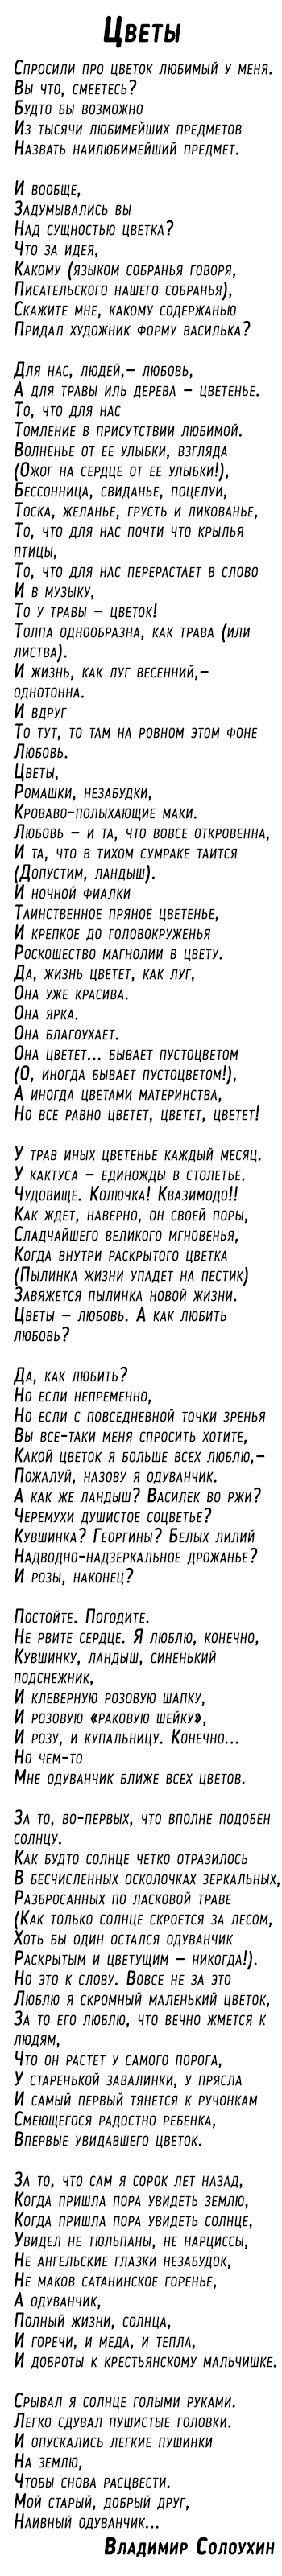 Цветы
Спросили про цветок любимый у меня.
Вы что, смеетесь?
Будто бы возможно
Из тысячи любимейших предметов
Назвать наилюбимейший предмет.
И вообще,
Задумывались вы
Над сущностью цветка?
Что за идея,
Какому (языком собранья говоря,
Писательского нашего собранья),
Скажите мне, какому содержанью
Придал художник форму василька?
Для нас, людей,– любовь,
А для травы иль дерева – цветенье.
То, что для нас
Томление в присутствии любимой.
Волненье от ее улыбки, взгляда
(Ожог на сердце от ее улыбки!),
Бессонница, свиданье, поцелуи,
Тоска, желанье, грусть и ликованье,
То, что для нас почти что крылья
птицы,
То, что для нас перерастает в слово
И в музыку,
То у травы – цветок!
Толпа однообразна, как трава (или
листва).
И жизнь, как луг весенний,–
однотонна.
И вдруг
То тут, то там на ровном этом фоне
Любовь.
Цветы,
Ромашки, незабудки,
Кроваво-полыхающие маки.
Любовь – и та, что вовсе откровенна,
И та, что в тихом сумраке таится
(Допустим, ландыш).
И ночной фиалки
Таинственное пряное цветенье,
И крепкое до головокруженья
Роскошество магнолии в цвету.
Да, жизнь цветет, как луг,
Она уже красива.
Она ярка.
Она благоухает.
Она цветет... бывает пустоцветом
(О, иногда бывает пустоцветом!),
А иногда цветами материнства,
Но все равно цветет, цветет, цветет!
У трав иных цветенье каждый месяц.
У кактуса – единожды в столетье.
Чудовище. Колючка! Квазимодо!!
Как ждет, наверно, он своей поры,
Сладчайшего великого мгновенья,
Когда внутри раскрытого цветка
(Пылинка жизни упадет на пестик)
Завяжется пылинка новой жизни.
Цветы – любовь. А как любить
любовь?
Да, как любить?
Но если непременно,
Но если с повседневной точки зренья
Вы все-таки меня спросить хотите,
Какой цветок я больше всех люблю,–
Пожалуй, назову я одуванчик.
А как же ландыш? Василек во ржи?
Черемухи душистое соцветье?
Кувшинка? Георгины? Белых лилий
Надводно-надзеркальное дрожанье?
И розы, наконец?
Постойте. Погодите.
Не рвите сердце. Я люблю, конечно,
Кувшинку, ландыш, синенький
подснежник,
И клеверную розовую шапку,
И розовую «раковую шейку»,
И розу, и купальницу. Конечно...
Но чем-то
Мне одуванчик ближе всех цветов.
За то, во-первых, что вполне подобен
солнцу.
Как будто солнце четко отразилось
В бесчисленных осколочках зеркальных,
Разбросанных по ласковой траве
(Как только солнце скроется за лесом,
Хоть бы один остался одуванчик
Раскрытым и цветущим – никогда!).
Но это к слову. Вовсе не за это
Люблю я скромный маленький цветок,
За то его люблю, что вечно жмется к
людям,
Что он растет у самого порога,
У старенькой завалинки, у прясла
И самый первый тянется к ручонкам
Смеющегося радостно ребенка,
Впервые увидавшего цветок.
За то, что сам я сорок лет назад,
Когда пришла пора увидеть землю,
Когда пришла пора увидеть солнце,
Увидел не тюльпаны, не нарциссы,
Не ангельские глазки незабудок,
Не маков сатанинское горенье,
А одуванчик,
Полный жизни, солнца,
И горечи, и меда, и тепла,
И доброты к крестьянскому мальчишке.
Срывал я солнце голыми руками.
Легко сдувал пушистые головки.
И опускались легкие пушинки
На землю,
Чтобы снова расцвести.
Мой старый, добрый друг,
Наивный одуванчик...
Владимир Солоухин